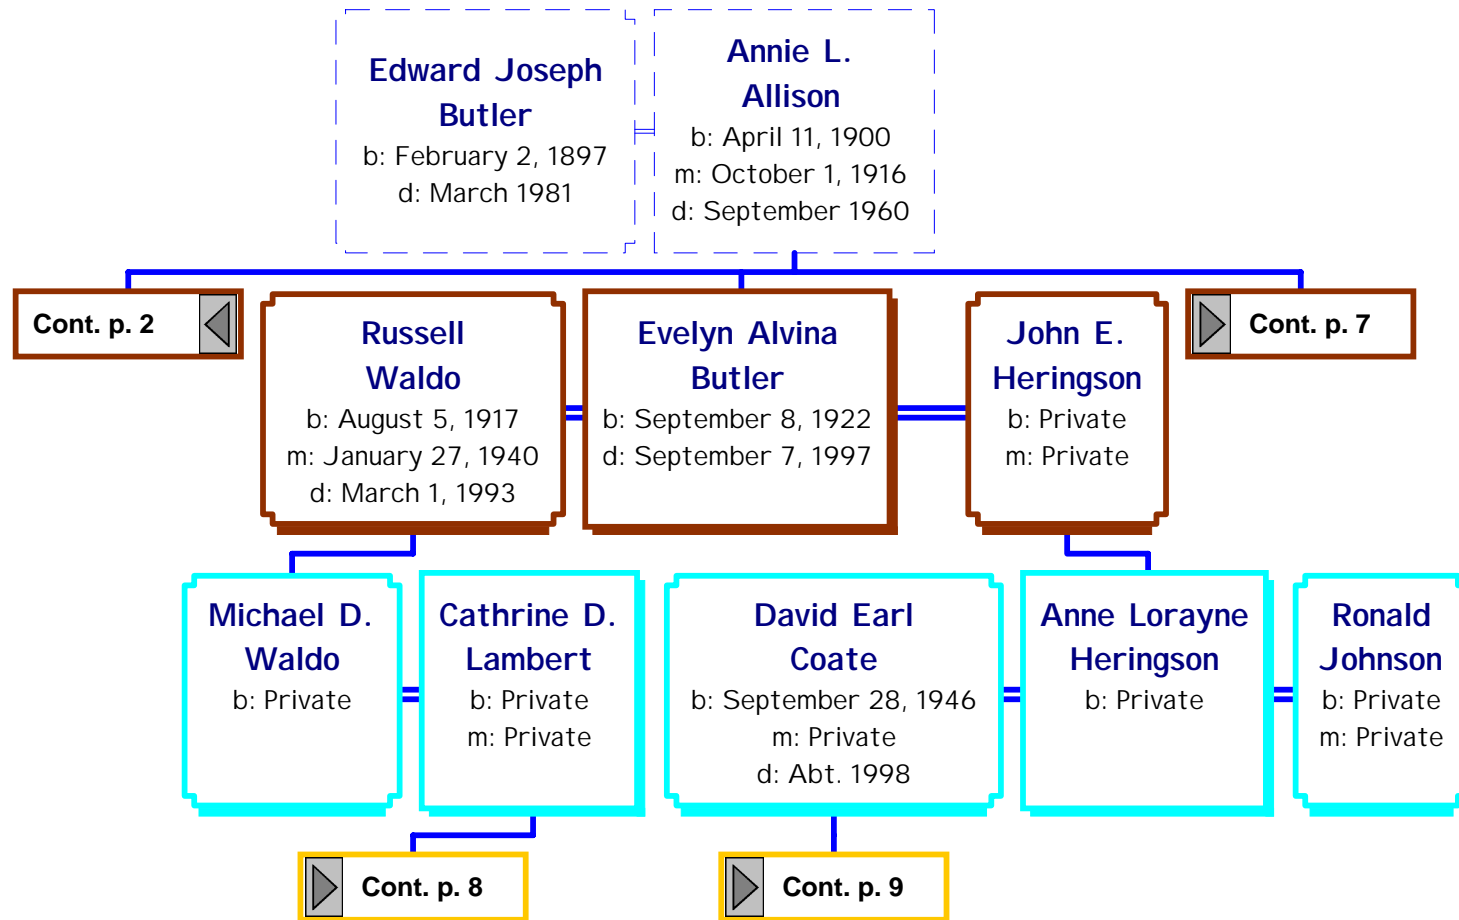 Edward Joseph
Butler
b: February 2, 1897
d: March 1981
Annie L.
Allison
b: April 11, 1900
m: October 1, 1916
d: September 1960
Cont. p. 2
Russell
Waldo
b: August 5, 1917
m: January 27, 1940
d: March 1, 1993
Evelyn Alvina
Butler
b: September 8, 1922
d: September 7, 1997
John E.
Heringson
b: Private
m: Private
Cont. p. 7
Michael D.
Waldo
b: Private
Cathrine D.
Lambert
b: Private
m: Private
David Earl
Coate
b: September 28, 1946
m: Private
d: Abt. 1998
Anne Lorayne
Heringson
b: Private
Ronald
Johnson
b: Private
m: Private
Cont. p. 8
Cont. p. 9